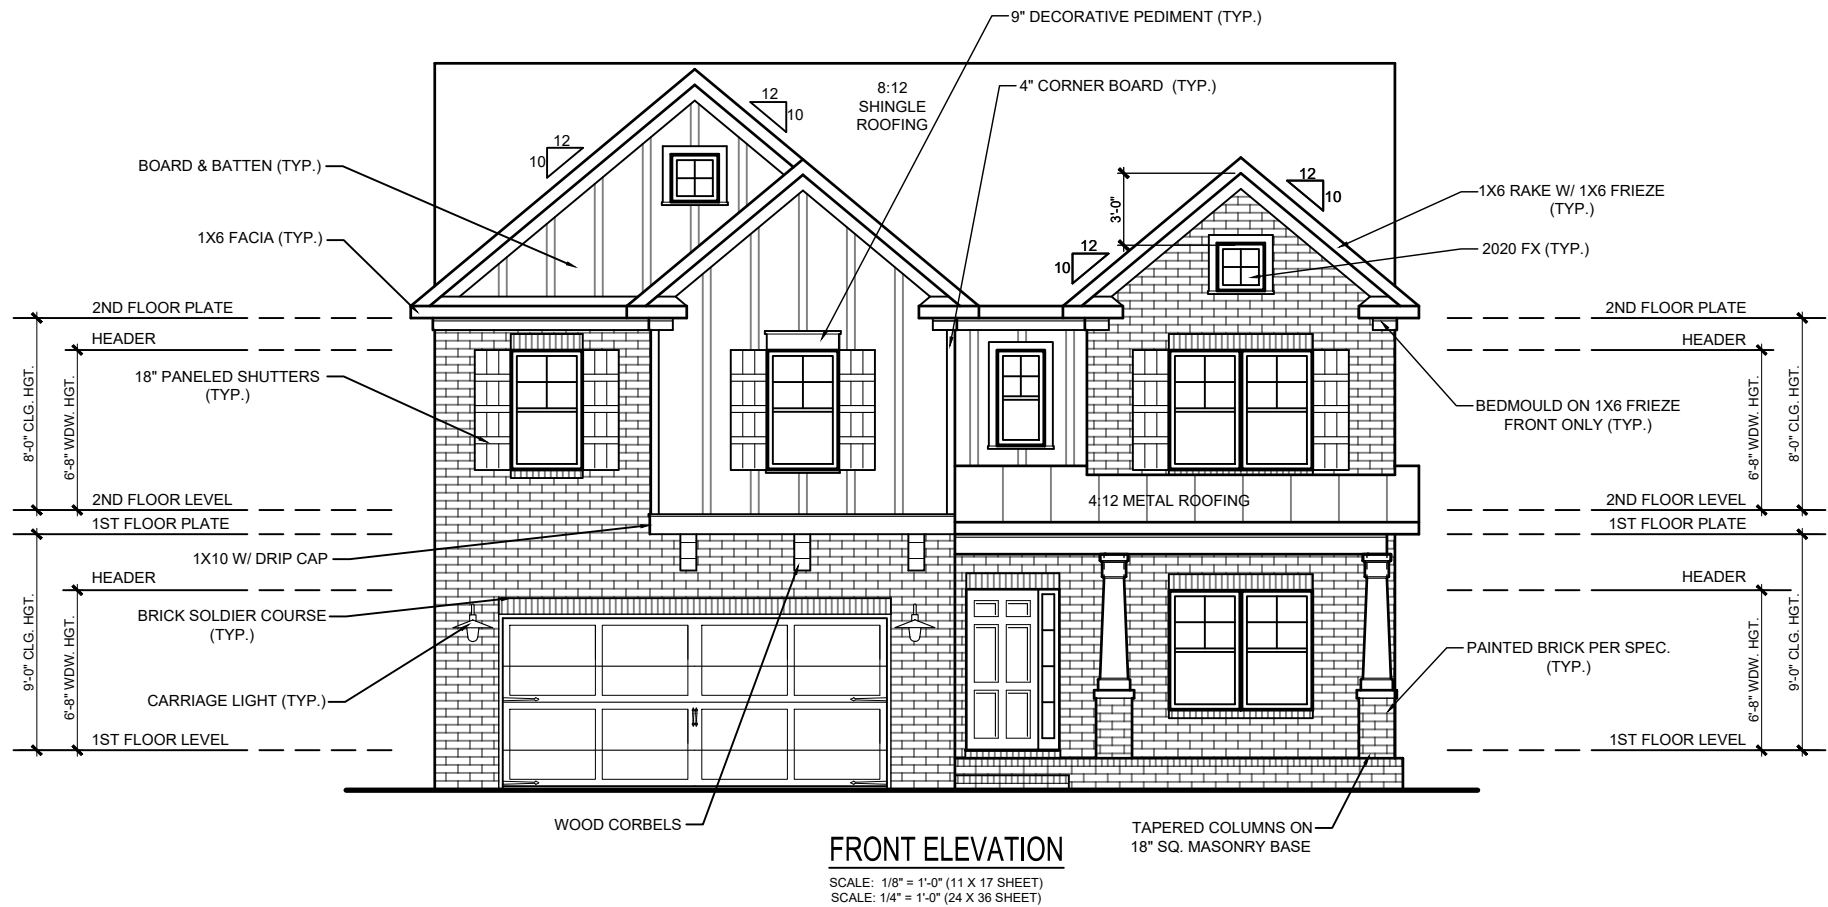 9" DECORATIVE PEDIMENT (TYP.)
8:12
SHINGLE
ROOFING
4" CORNER BOARD (TYP.)
12
10
12
10
12
10
12
10
3'-0"
BOARD & BATTEN (TYP.)
1X6 FACIA (TYP.)
1X6 RAKE W/ 1X6 FRIEZE
(TYP.)
2020 FX (TYP.)
2ND FLOOR PLATE
HEADER
18" PANELED SHUTTERS
(TYP.)
8'-0" CLG. HGT.
6'-8" WDW. HGT.
2ND FLOOR LEVEL
1ST FLOOR PLATE
1X10 W/ DRIP CAP
HEADER
BRICK SOLDIER COURSE
(TYP.)
9'-0" CLG. HGT.
6'-8" WDW. HGT.
CARRIAGE LIGHT (TYP.)
1ST FLOOR LEVEL
4:12 METAL ROOFING
2ND FLOOR PLATE
HEADER
BEDMOULD ON 1X6 FRIEZE
FRONT ONLY (TYP.)
6'-8" WDW. HGT.
8'-0" CLG. HGT.
2ND FLOOR LEVEL
1ST FLOOR PLATE
HEADER
PAINTED BRICK PER SPEC.
(TYP.)
6'-8" WDW. HGT.
9'-0" CLG. HGT.
1ST FLOOR LEVEL
WOOD CORBELS
TAPERED COLUMNS ON
18" SQ. MASONRY BASE
FRONT ELEVATION
SCALE: 1/8" = 1'-0" (11 X 17 SHEET)
SCALE: 1/4" = 1'-0" (24 X 36 SHEET)